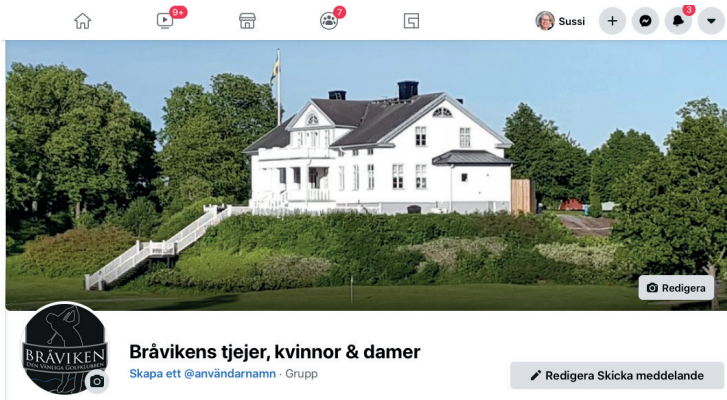 9+
7
Sussi
3
Redigera
BRÅVIKEN
DEN VÄNLIGA GOLFKLUBBEN
Bråvikens tjejer, kvinnor & damer
Skapa ett @användarnamn · Grupp
Redigera Skicka meddelande